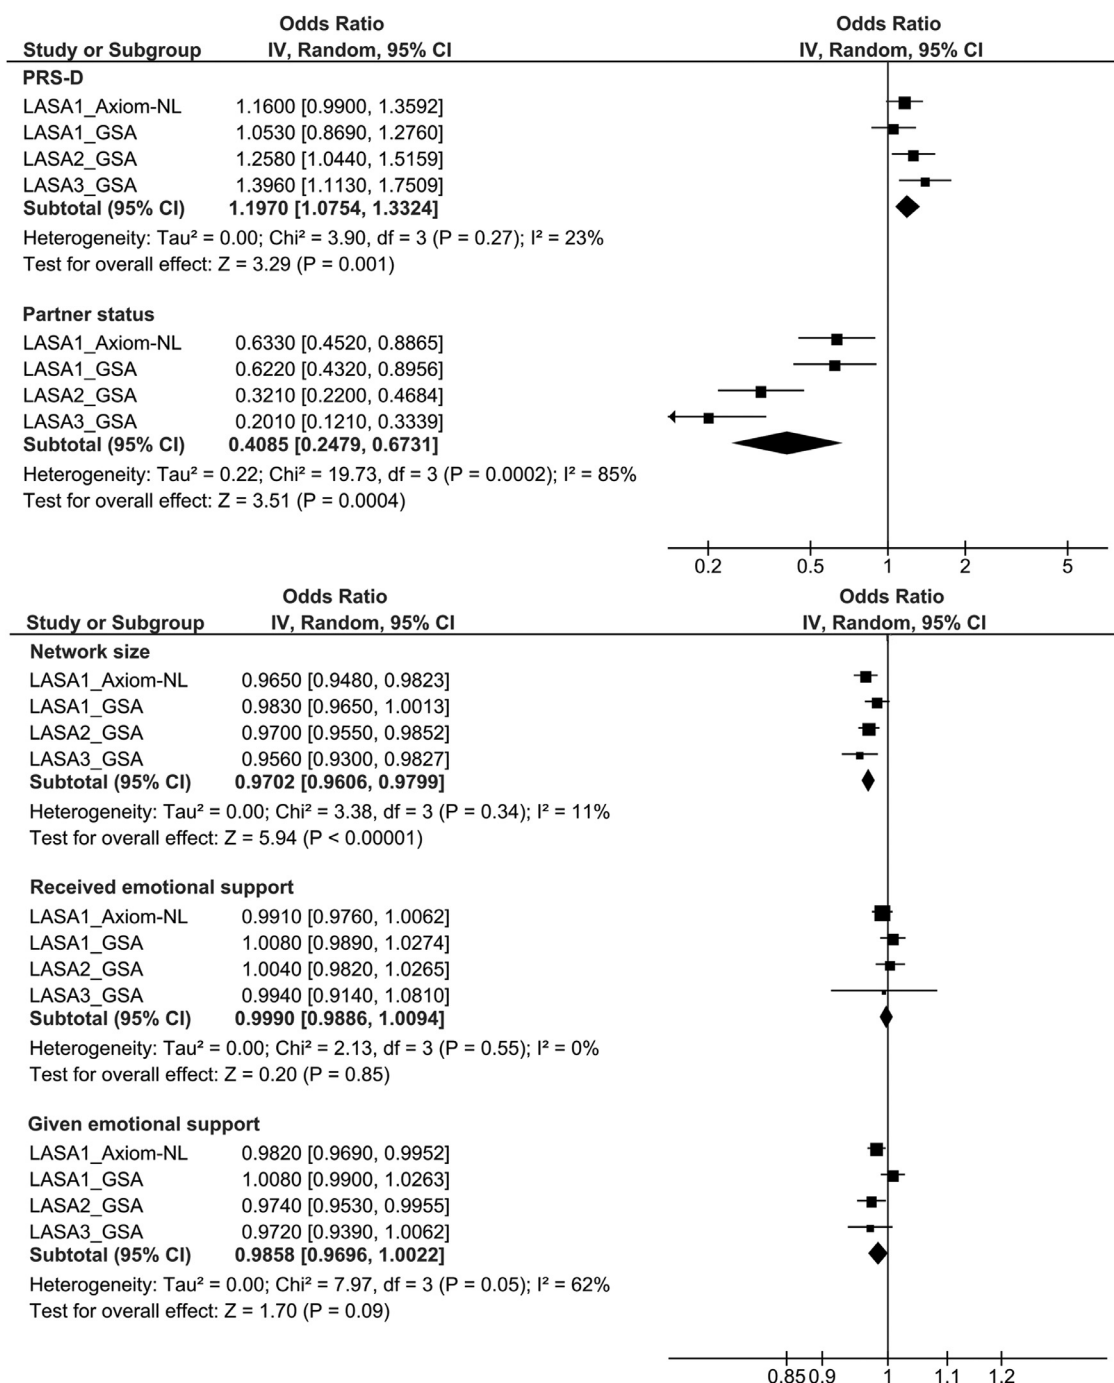 Odds Ratio Odds Ratio
Study or Subgroup IV, Random, 95% CI IV, Random, 95% CI
PRS-D
LASA1_Axiom-NL 1.1600 [0.9900, 1.3592]
LASA1_GSA 1.0530 [0.8690, 1.2760]
LASA2_GSA 1.2580 [1.0440, 1.5159]
LASA3_GSA 1.3960 [1.1130, 1.7509]
Subtotal (95% CI) 1.1970 [1.0754, 1.3324]
Heterogeneity: Tau² = 0.00; Chi² = 3.90, df = 3 (P = 0.27); I² = 23%
Test for overall effect: Z = 3.29 (P = 0.001)
Partner status
LASA1_Axiom-NL 0.6330 [0.4520, 0.8865]
LASA1_GSA 0.6220 [0.4320, 0.8956]
LASA2_GSA 0.3210 [0.2200, 0.4684]
LASA3_GSA 0.2010 [0.1210, 0.3339]
Subtotal (95% CI) 0.4085 [0.2479, 0.6731]
Heterogeneity: Tau² = 0.22; Chi² = 19.73, df = 3 (P = 0.0002); I² = 85%
Test for overall effect: Z = 3.51 (P = 0.0004)
0.2 0.5 1 2 5
Odds Ratio Odds Ratio
Study or Subgroup IV, Random, 95% CI IV, Random, 95% CI
Network size
LASA1_Axiom-NL 0.9650 [0.9480, 0.9823]
LASA1_GSA 0.9830 [0.9650, 1.0013]
LASA2_GSA 0.9700 [0.9550, 0.9852]
LASA3_GSA 0.9560 [0.9300, 0.9827]
Subtotal (95% CI) 0.9702 [0.9606, 0.9799]
Heterogeneity: Tau² = 0.00; Chi² = 3.38, df = 3 (P = 0.34); I² = 11%
Test for overall effect: Z = 5.94 (P < 0.00001)
Received emotional support
LASA1_Axiom-NL 0.9910 [0.9760, 1.0062]
LASA1_GSA 1.0080 [0.9890, 1.0274]
LASA2_GSA 1.0040 [0.9820, 1.0265]
LASA3_GSA 0.9940 [0.9140, 1.0810]
Subtotal (95% CI) 0.9990 [0.9886, 1.0094]
Heterogeneity: Tau² = 0.00; Chi² = 2.13, df = 3 (P = 0.55); I² = 0%
Test for overall effect: Z = 0.20 (P = 0.85)
Given emotional support
LASA1_Axiom-NL 0.9820 [0.9690, 0.9952]
LASA1_GSA 1.0080 [0.9900, 1.0263]
LASA2_GSA 0.9740 [0.9530, 0.9955]
LASA3_GSA 0.9720 [0.9390, 1.0062]
Subtotal (95% CI) 0.9858 [0.9696, 1.0022]
Heterogeneity: Tau² = 0.00; Chi² = 7.97, df = 3 (P = 0.05); I² = 62%
Test for overall effect: Z = 1.70 (P = 0.09)
0.85 0.9 1 1.1 1.2